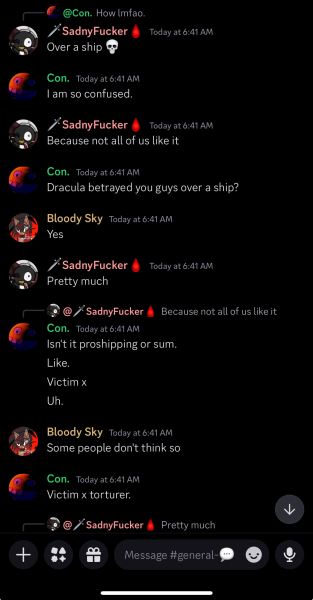 @Con. How lmfao.
🗡SadnyFucker🩸 Today at 6:41 AM
Over a ship 💀
Con. Today at 6:41 AM
I am so confused.
🗡SadnyFucker🩸 Today at 6:41 AM
Because not all of us like it
Con. Today at 6:41 AM
Dracula betrayed you guys over a ship?
Bloody Sky Today at 6:41 AM
Yes
🗡SadnyFucker🩸 Today at 6:41 AM
Pretty much
@🗡SadnyFucker🩸 Because not all of us like it
Con. Today at 6:41 AM
Isn't it proshipping or sum.
Like.
Victim x
Uh.
Bloody Sky Today at 6:41 AM
Some people don't think so
Con. Today at 6:41 AM
Victim x torturer.
@🗡SadnyFucker🩸 Pretty much
Message #general-💬